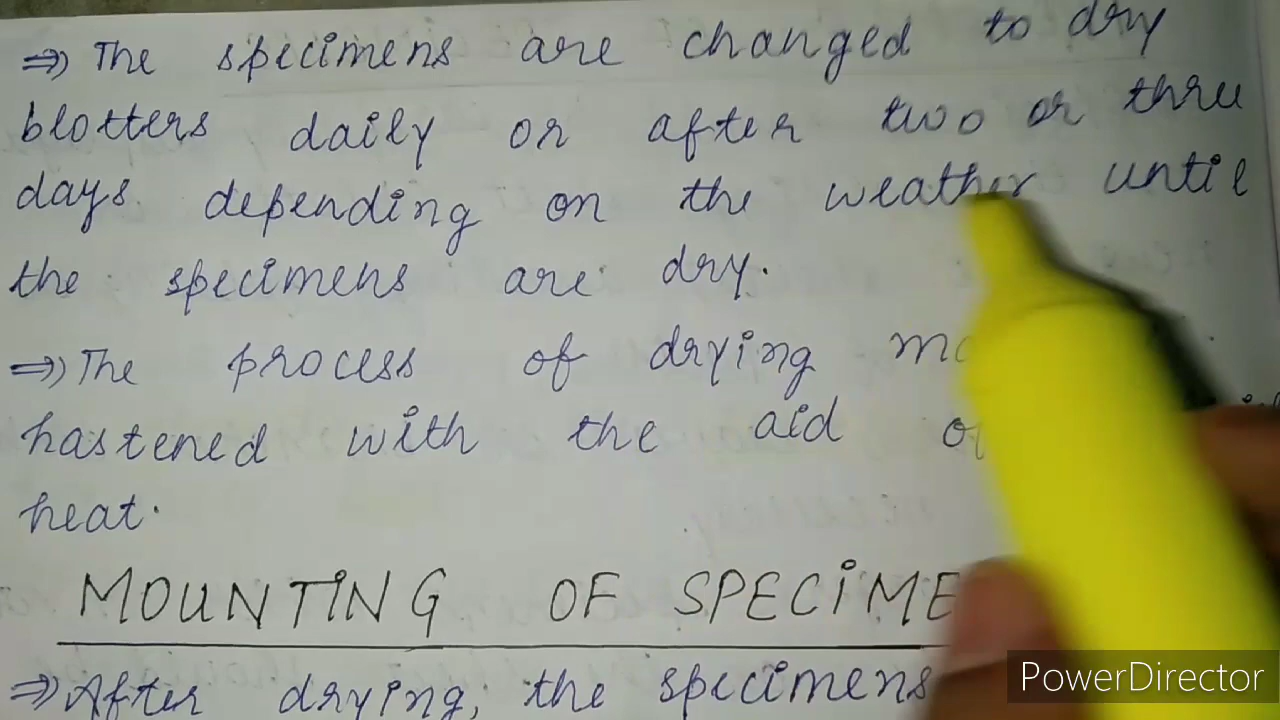 ⇒) The specimens are changed to dry
blotters daily or after two or three
days depending on the weather until
the specimens are dry.
⇒) The process of drying
hastened with the aid
heat.
MOUNTING OF
⇒) After drying, the specimens
PowerDirector